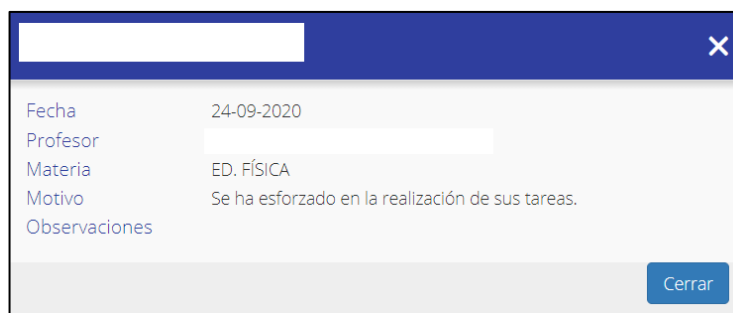 Fecha 24-09-2020
Profesor
Materia ED. FÍSICA
Motivo Se ha esforzado en la realización de sus tareas.
Observaciones
Cerrar